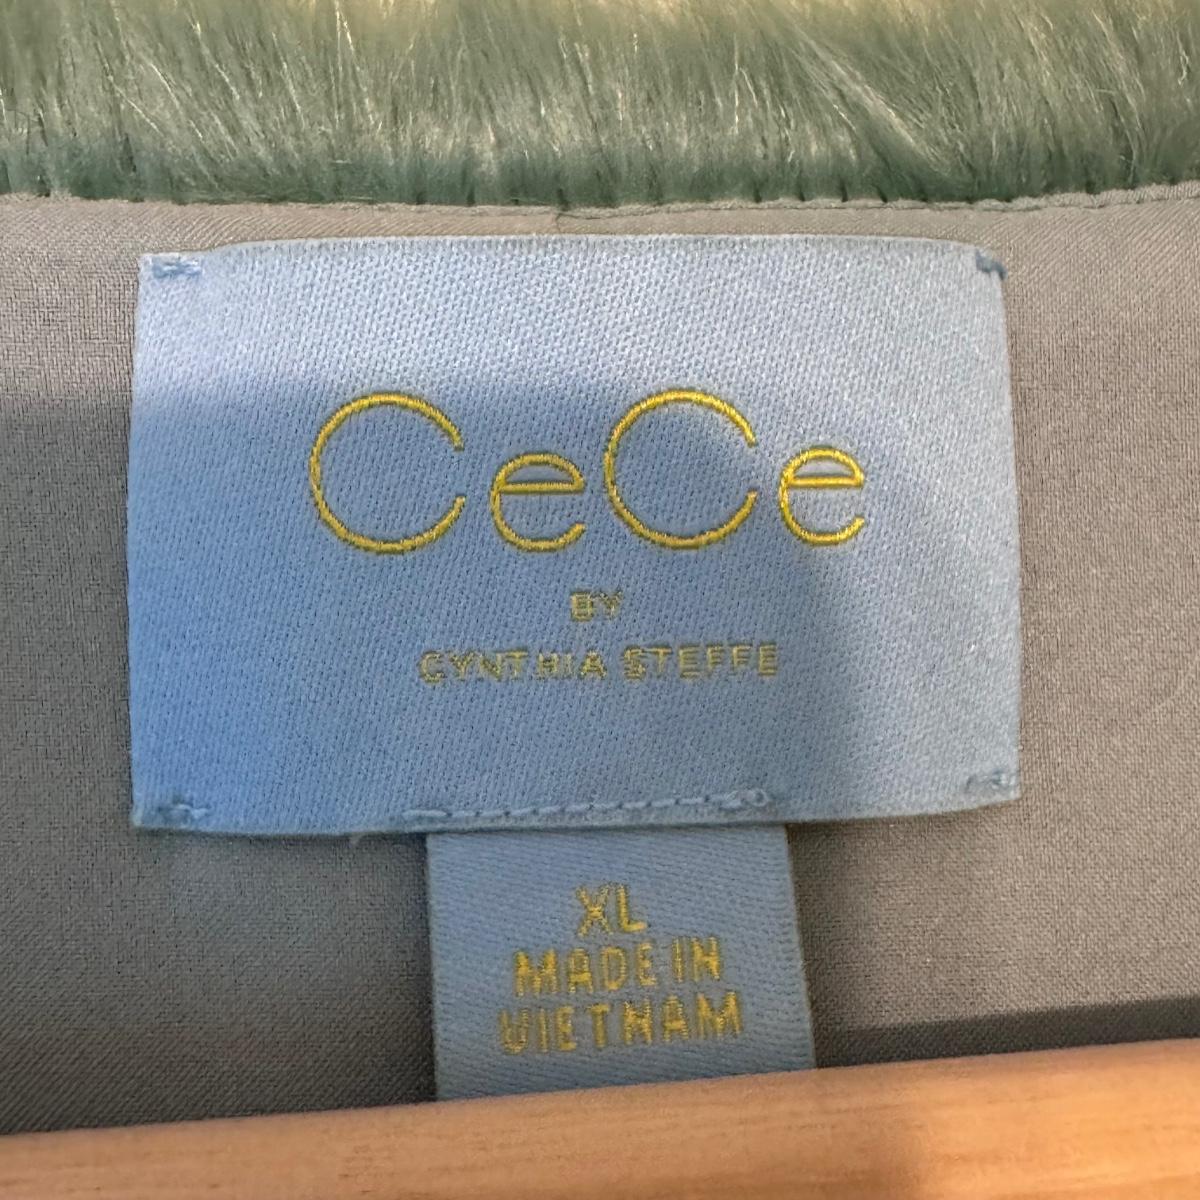 CeCe
BY
CYNTHIA STEFFE
XL
MADE IN
VIETNAM